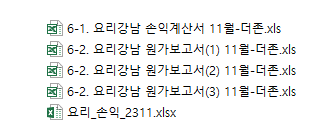 6-1. 요리강남 손익계산서 11월-더존.xls
6-2. 요리강남 원가보고서(1) 11월-더존.xls
6-2. 요리강남 원가보고서(2) 11월-더존.xls
6-2. 요리강남 원가보고서(3) 11월-더존.xls
요리_손익_2311.xlsx